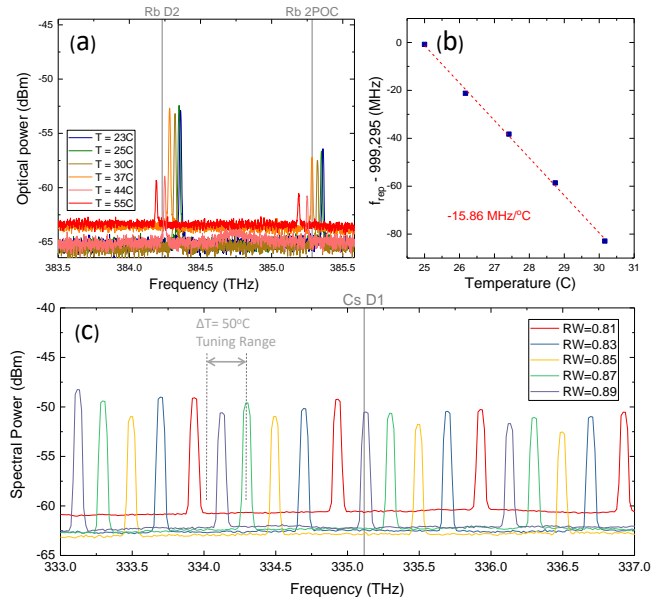 Rb D2 Rb 2POC
(a)
-45
-50
-55
-60
-65
Optical power (dBm)
T = 23C
T = 25C
T = 30C
T = 37C
T = 44C
T = 55C
383.5 384.0 384.5 385.0 385.5
Frequency (THz)
(b)
0
-20
-40
-60
-80
f_rep - 999,295 (MHz)
-15.86 MHz/°C
25 26 27 28 29 30 31
Temperature (C)
Cs D1
(c)
-40
-45
-50
-55
-60
-65
Spectral Power (dBm)
ΔT= 50°C
Tuning Range
RW=0.81
RW=0.83
RW=0.85
RW=0.87
RW=0.89
333.0 333.5 334.0 334.5 335.0 335.5 336.0 336.5 337.0
Frequency (THz)